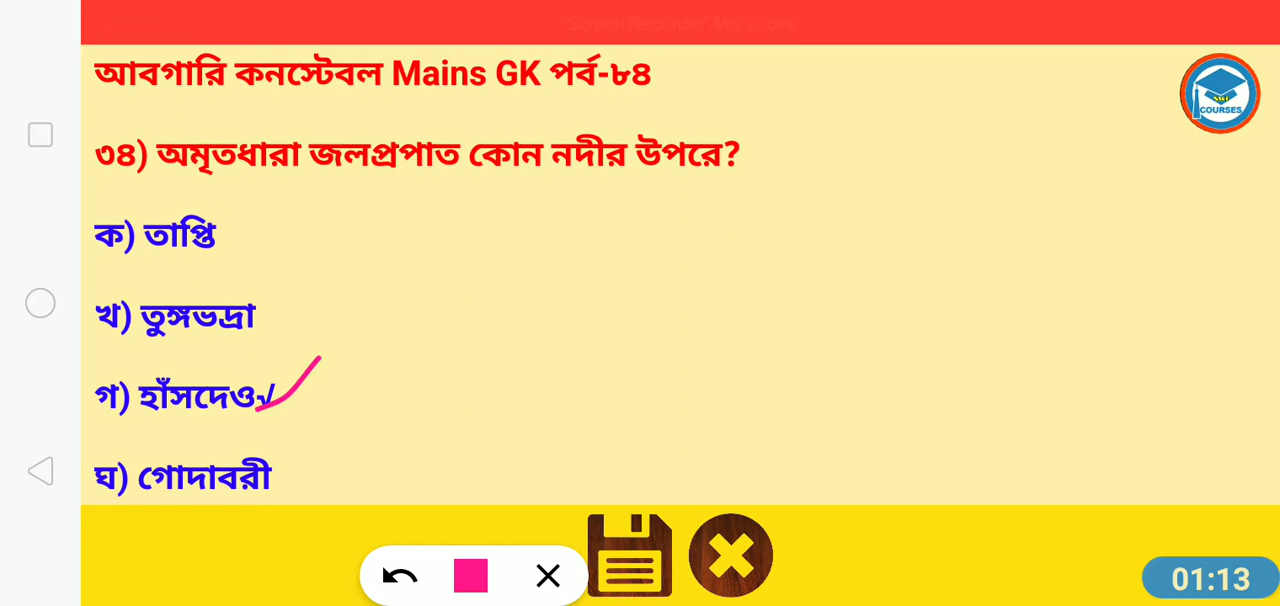 আবগারি কনস্টেবল Mains GK পর্ব-৮৪
COURSES
৩৪) অমৃতধারা জলপ্রপাত কোন নদীর উপরে?
ক) তাপ্তি
খ) তুঙ্গভদ্রা
গ) হাঁসদেও√
ঘ) গোদাবরী
01:13